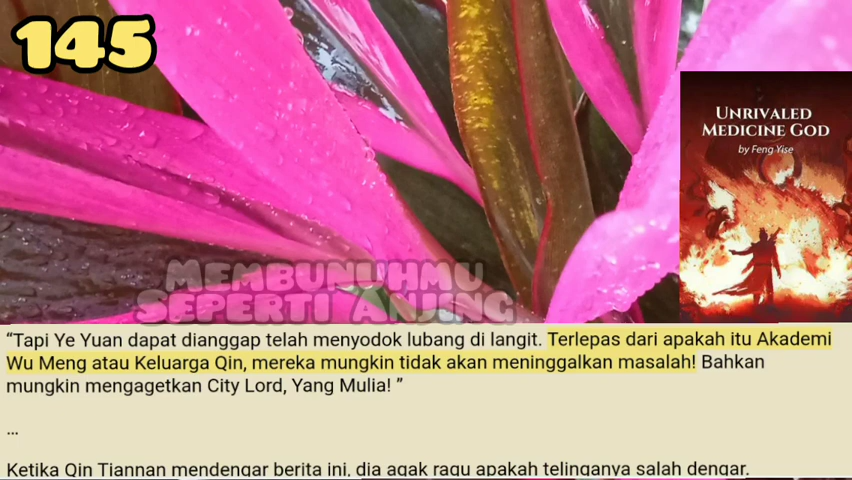 145
UNRIVALED
MEDICINE GOD
by Feng Yise
MEMBUNUHMU
SEPERTI ANJING
“Tapi Ye Yuan dapat dianggap telah menyodok lubang di langit. Terlepas dari apakah itu Akademi
Wu Meng atau Keluarga Qin, mereka mungkin tidak akan meninggalkan masalah! Bahkan
mungkin mengagetkan City Lord, Yang Mulia! ”
...
Ketika Qin Tiannan mendengar berita ini, dia agak ragu apakah telinganya salah dengar.